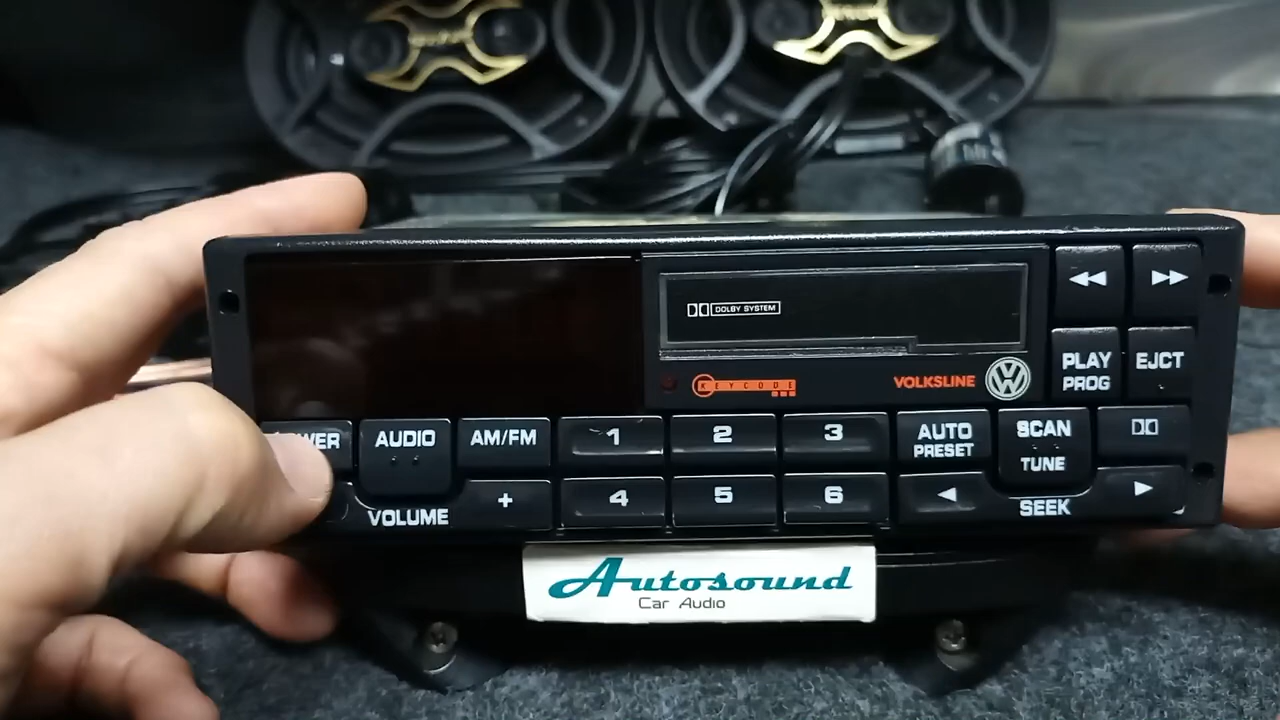 DOLBY SYSTEM
KEYCODE
VOLKSLINE
PLAY
PROG
EJCT
AUDIO
AM/FM
1
2
3
AUTO
PRESET
SCAN
TUNE
VOLUME
+
4
5
6
SEEK
Autosound
Car Audio